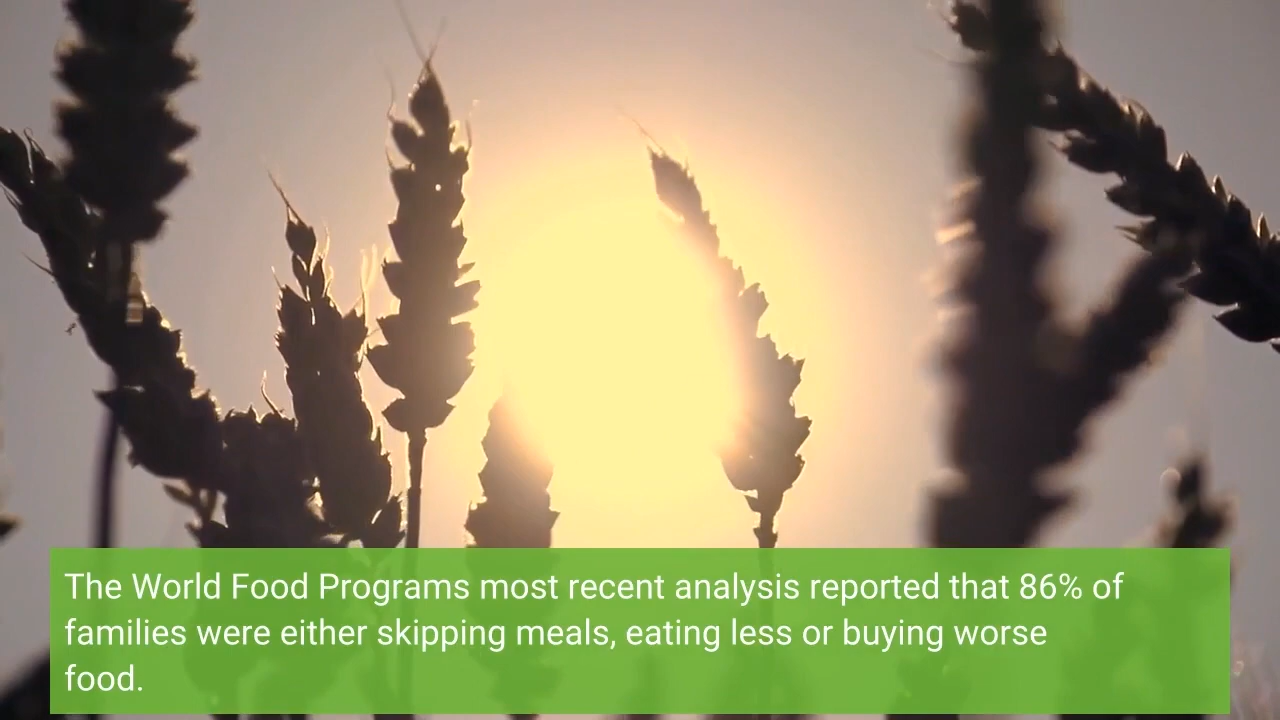 The World Food Programs most recent analysis reported that 86% of
families were either skipping meals, eating less or buying worse
food.